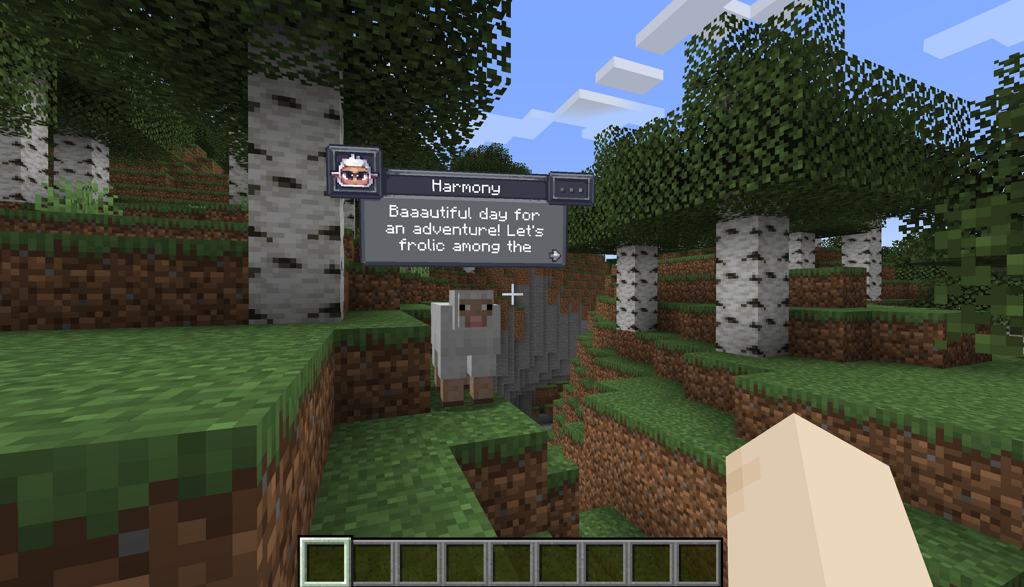 Harmony
Baaautiful day for
an adventure! Let's
frolic among the